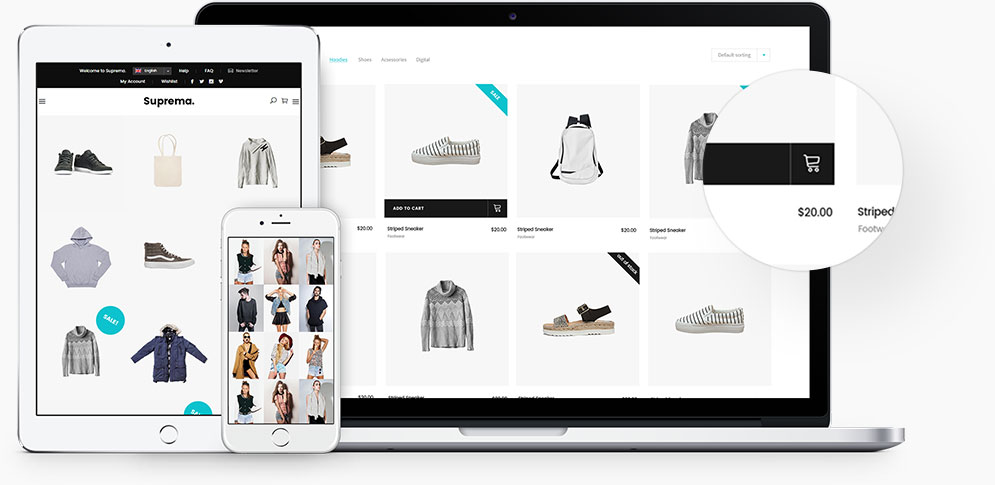 Welcome to Suprema. English Help FAQ Newsletter
My Account Wishlist
Suprema.
SALE!
SALE!
Hoodies Shoes Accessories Digital
Default sorting
SALE
ADD TO CART
$20.00
Striped Sneaker $20.00
Footwear
Striped Sneaker
Footwear
out of stock
$20.00
Striped
Footwe
$20.00
Striped Sneaker $20.00
Striped Sneaker $20.00